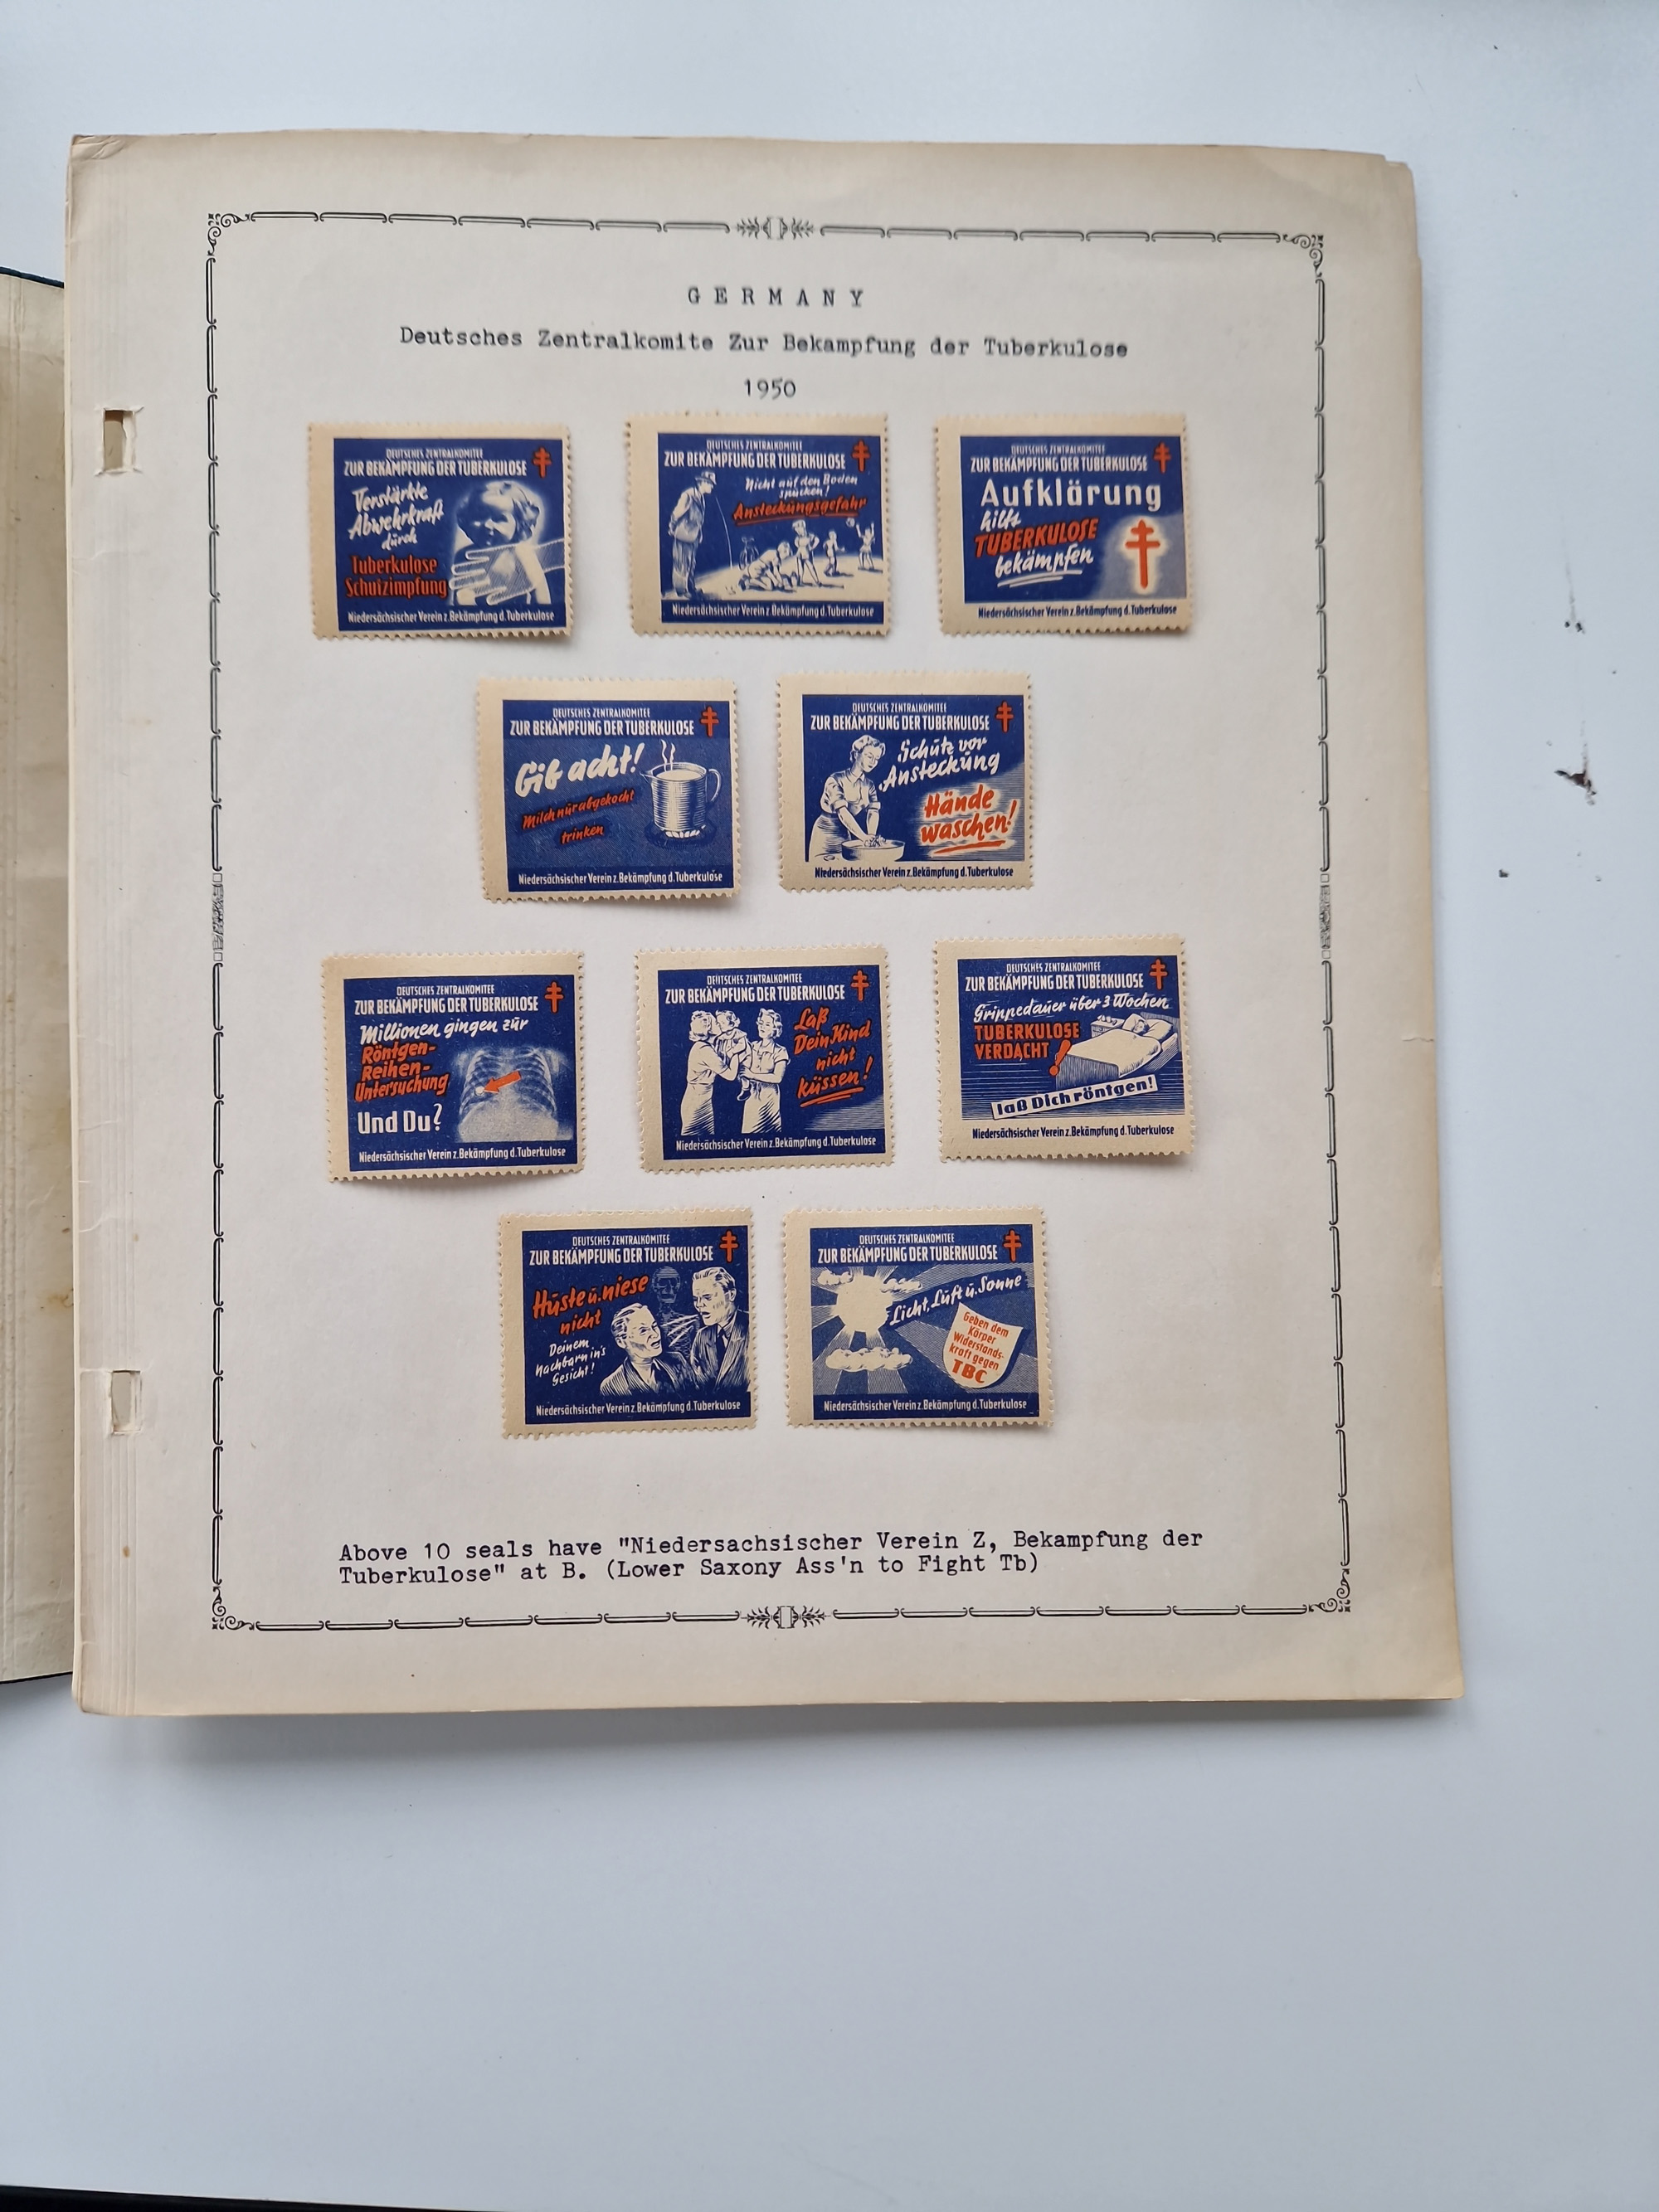 GERMANY
Deutsches Zentralkomite Zur Bekampfung der Tuberkulose
1950
DEUTSCHES ZENTRALKOMITEE
ZUR BEKÄMPFUNG DER TUBERKULOSE
Verstärkte
Abwehrkraft
durch
Tuberkulose
Schutzimpfung
Niedersächsischer Verein z. Bekämpfung d. Tuberkulose
DEUTSCHES ZENTRALKOMITEE
ZUR BEKÄMPFUNG DER TUBERKULOSE
Nicht auf den Boden
spucken!
Ansteckungsgefahr
Niedersächsischer Verein z. Bekämpfung d. Tuberkulose
DEUTSCHES ZENTRALKOMITEE
ZUR BEKÄMPFUNG DER TUBERKULOSE
Aufklärung
hilft
TUBERKULOSE
bekämpfen
Niedersächsischer Verein z. Bekämpfung d. Tuberkulose
DEUTSCHES ZENTRALKOMITEE
ZUR BEKÄMPFUNG DER TUBERKULOSE
Gib acht!
Milch nur abgekocht
trinken
Niedersächsischer Verein z. Bekämpfung d. Tuberkulose
DEUTSCHES ZENTRALKOMITEE
ZUR BEKÄMPFUNG DER TUBERKULOSE
Schutz vor
Ansteckung
Hände
waschen!
Niedersächsischer Verein z. Bekämpfung d. Tuberkulose
DEUTSCHES ZENTRALKOMITEE
ZUR BEKÄMPFUNG DER TUBERKULOSE
Millionen gingen zur
Röntgen-
Reihen-
Untersuchung
Und Du?
Niedersächsischer Verein z. Bekämpfung d. Tuberkulose
DEUTSCHES ZENTRALKOMITEE
ZUR BEKÄMPFUNG DER TUBERKULOSE
Laß
Dein Kind
nicht
küssen!
Niedersächsischer Verein z. Bekämpfung d. Tuberkulose
DEUTSCHES ZENTRALKOMITEE
ZUR BEKÄMPFUNG DER TUBERKULOSE
Grippedauer über 3 Wochen
TUBERKULOSE
VERDACHT!
laß Dich röntgen!
Niedersächsischer Verein z. Bekämpfung d. Tuberkulose
DEUTSCHES ZENTRALKOMITEE
ZUR BEKÄMPFUNG DER TUBERKULOSE
Huste u. niese
nicht
Deinem
Nachbarn in's
Gesicht!
Niedersächsischer Verein z. Bekämpfung d. Tuberkulose
DEUTSCHES ZENTRALKOMITEE
ZUR BEKÄMPFUNG DER TUBERKULOSE
Licht, Luft u. Sonne
Geben dem
Körper
Widerstands-
kraft gegen
TBC
Niedersächsischer Verein z. Bekämpfung d. Tuberkulose
Above 10 seals have "Niedersachsischer Verein Z, Bekampfung der
Tuberkulose" at B. (Lower Saxony Ass'n to Fight Tb)